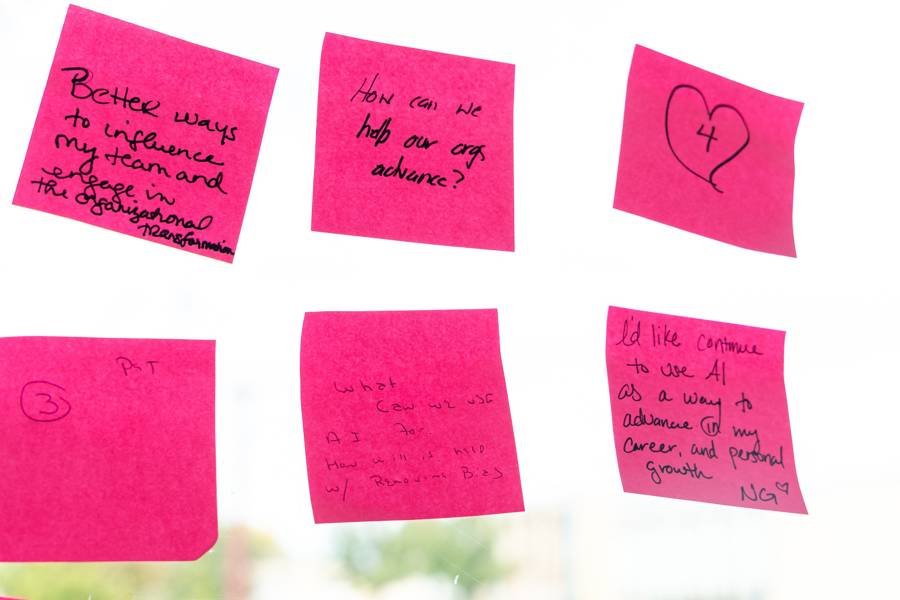 Better ways
to influence
my team and
engage in
the organizational
transformation
How can we
help our orgs
advance?
4
3
What
Can we use
AI for
How will it help
w/ Removing Bias
I'd like continue
to use AI
as a way to
advance in my
career, and personal
growth
NG♡